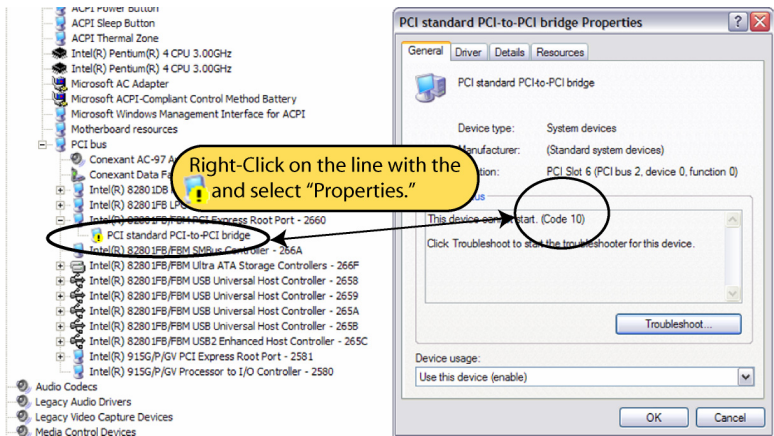 ACPI Power Button
ACPI Sleep Button
ACPI Thermal Zone
Intel(R) Pentium(R) 4 CPU 3.00GHz
Intel(R) Pentium(R) 4 CPU 3.00GHz
Microsoft AC Adapter
Microsoft ACPI-Compliant Control Method Battery
Microsoft Windows Management Interface for ACPI
Motherboard resources
PCI bus
Conexant AC-97 A
Conexant Data Fa
Intel(R) 82801DB
Intel(R) 82801FB LP
Intel(R) 82801FB/FBM PCI Express Root Port - 2660
PCI standard PCI-to-PCI bridge
Intel(R) 82801FB/FBM SMBus Controller - 266A
Intel(R) 82801FB/FBM Ultra ATA Storage Controllers - 266F
Intel(R) 82801FB/FBM USB Universal Host Controller - 2658
Intel(R) 82801FB/FBM USB Universal Host Controller - 2659
Intel(R) 82801FB/FBM USB Universal Host Controller - 265A
Intel(R) 82801FB/FBM USB Universal Host Controller - 265B
Intel(R) 82801FB/FBM USB2 Enhanced Host Controller - 265C
Intel(R) 915G/P/GV PCI Express Root Port - 2581
Intel(R) 915G/P/GV Processor to I/O Controller - 2580
Audio Codecs
Legacy Audio Drivers
Legacy Video Capture Devices
Media Control Devices
Right-Click on the line with the
and select “Properties.”
PCI standard PCI-to-PCI bridge Properties
General Driver Details Resources
PCI standard PCI-to-PCI bridge
Device type: System devices
Manufacturer: (Standard system devices)
tion: PCI Slot 6 (PCI bus 2, device 0, function 0)
us
This device cannot start. (Code 10)
Click Troubleshoot to start the troubleshooter for this device.
Troubleshoot...
Device usage:
Use this device (enable)
OK Cancel